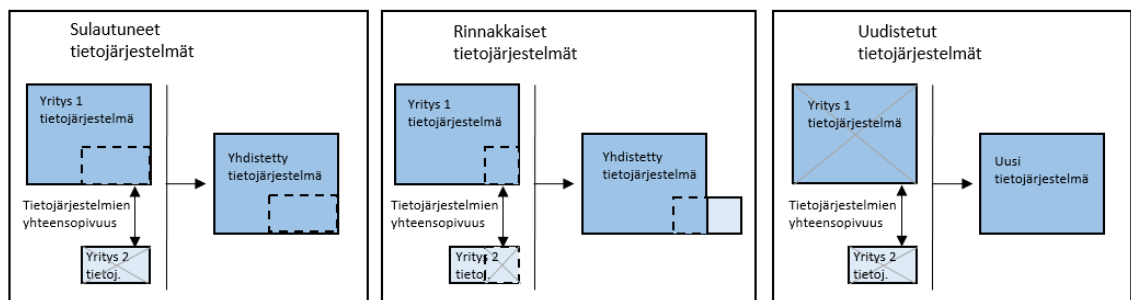 Sulautuneet
tietojärjestelmät
Yritys 1
tietojärjestelmä
Yhdistetty
tietojärjestelmä
Tietojärjestelmien
yhteensopivuus
Yritys 2
tietoj.
Rinnakkaiset
tietojärjestelmät
Yritys 1
tietojärjestelmä
Yhdistetty
tietojärjestelmä
Tietojärjestelmien
yhteensopivuus
Yritys 2
tietoj.
Uudistetut
tietojärjestelmät
Yritys 1
tietojärjestelmä
Uusi
tietojärjestelmä
Tietojärjestelmien
yhteensopivuus
Yritys 2
tietoj.